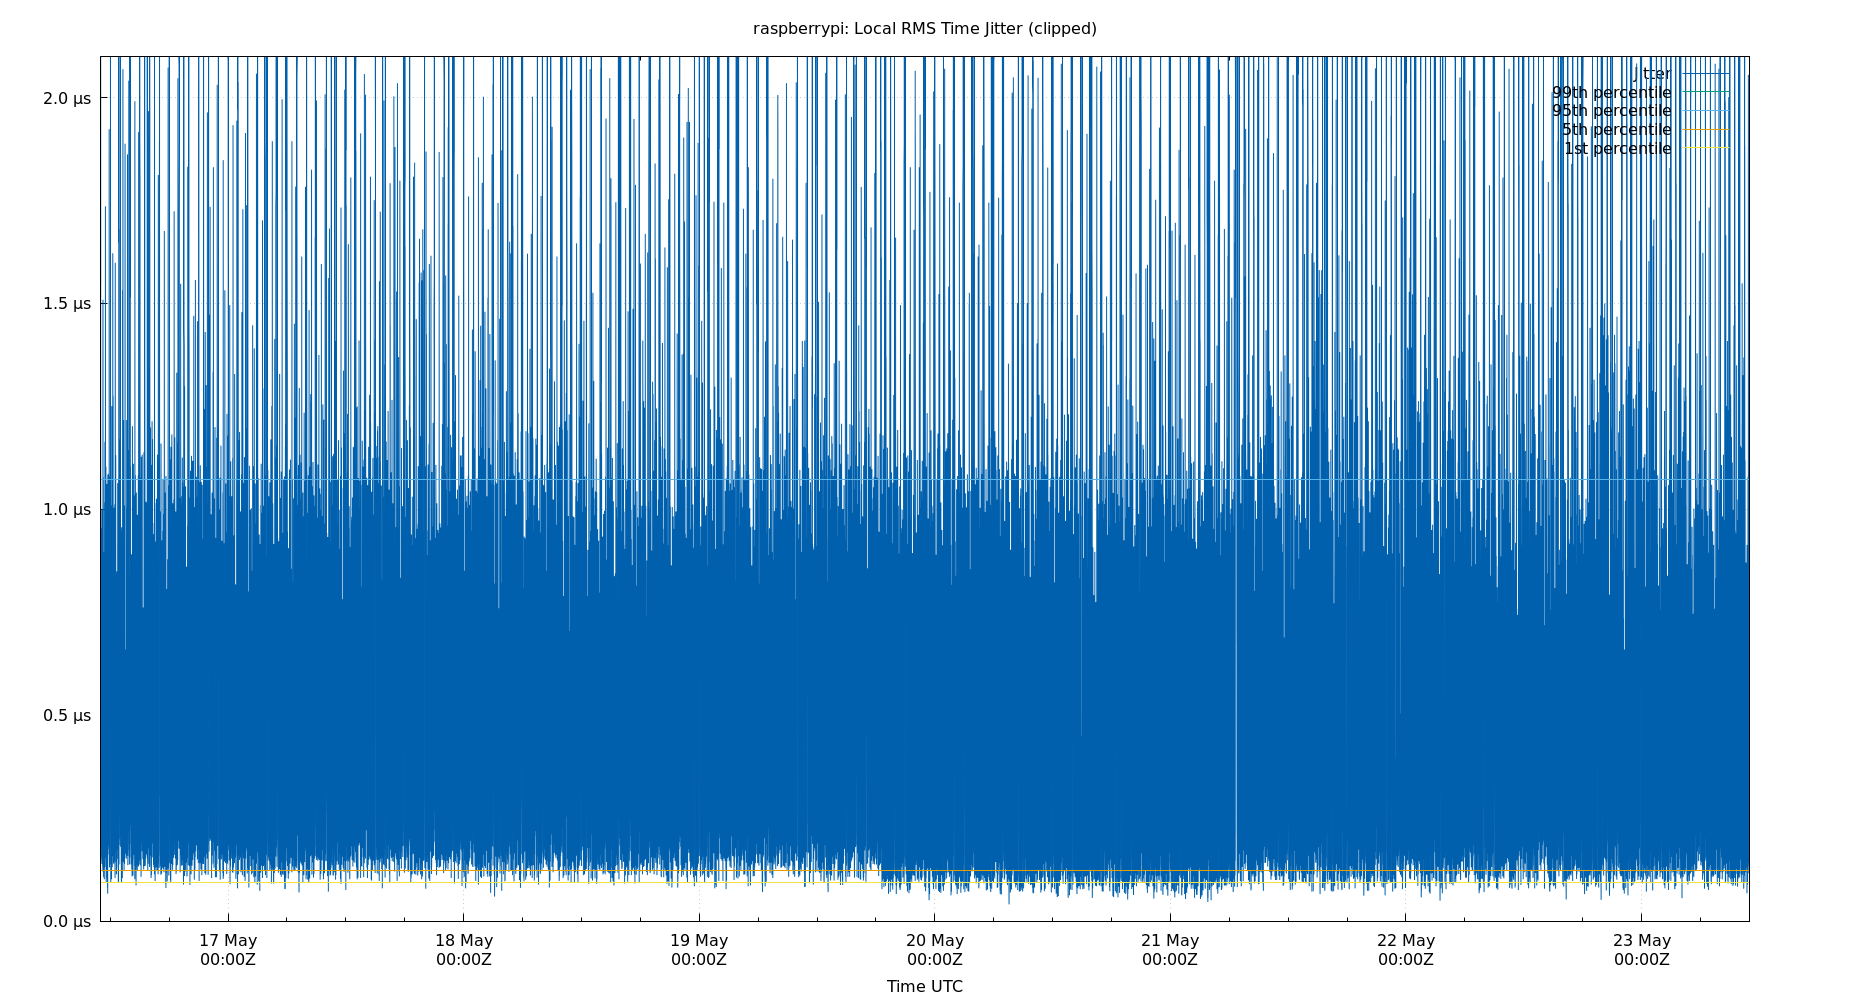 raspberrypi: Local RMS Time Jitter (clipped)
2.0 µs
1.5 µs
1.0 µs
0.5 µs
0.0 µs
Jitter
99th percentile
95th percentile
5th percentile
1st percentile
17 May
00:00Z
18 May
00:00Z
19 May
00:00Z
20 May
00:00Z
21 May
00:00Z
22 May
00:00Z
23 May
00:00Z
Time UTC